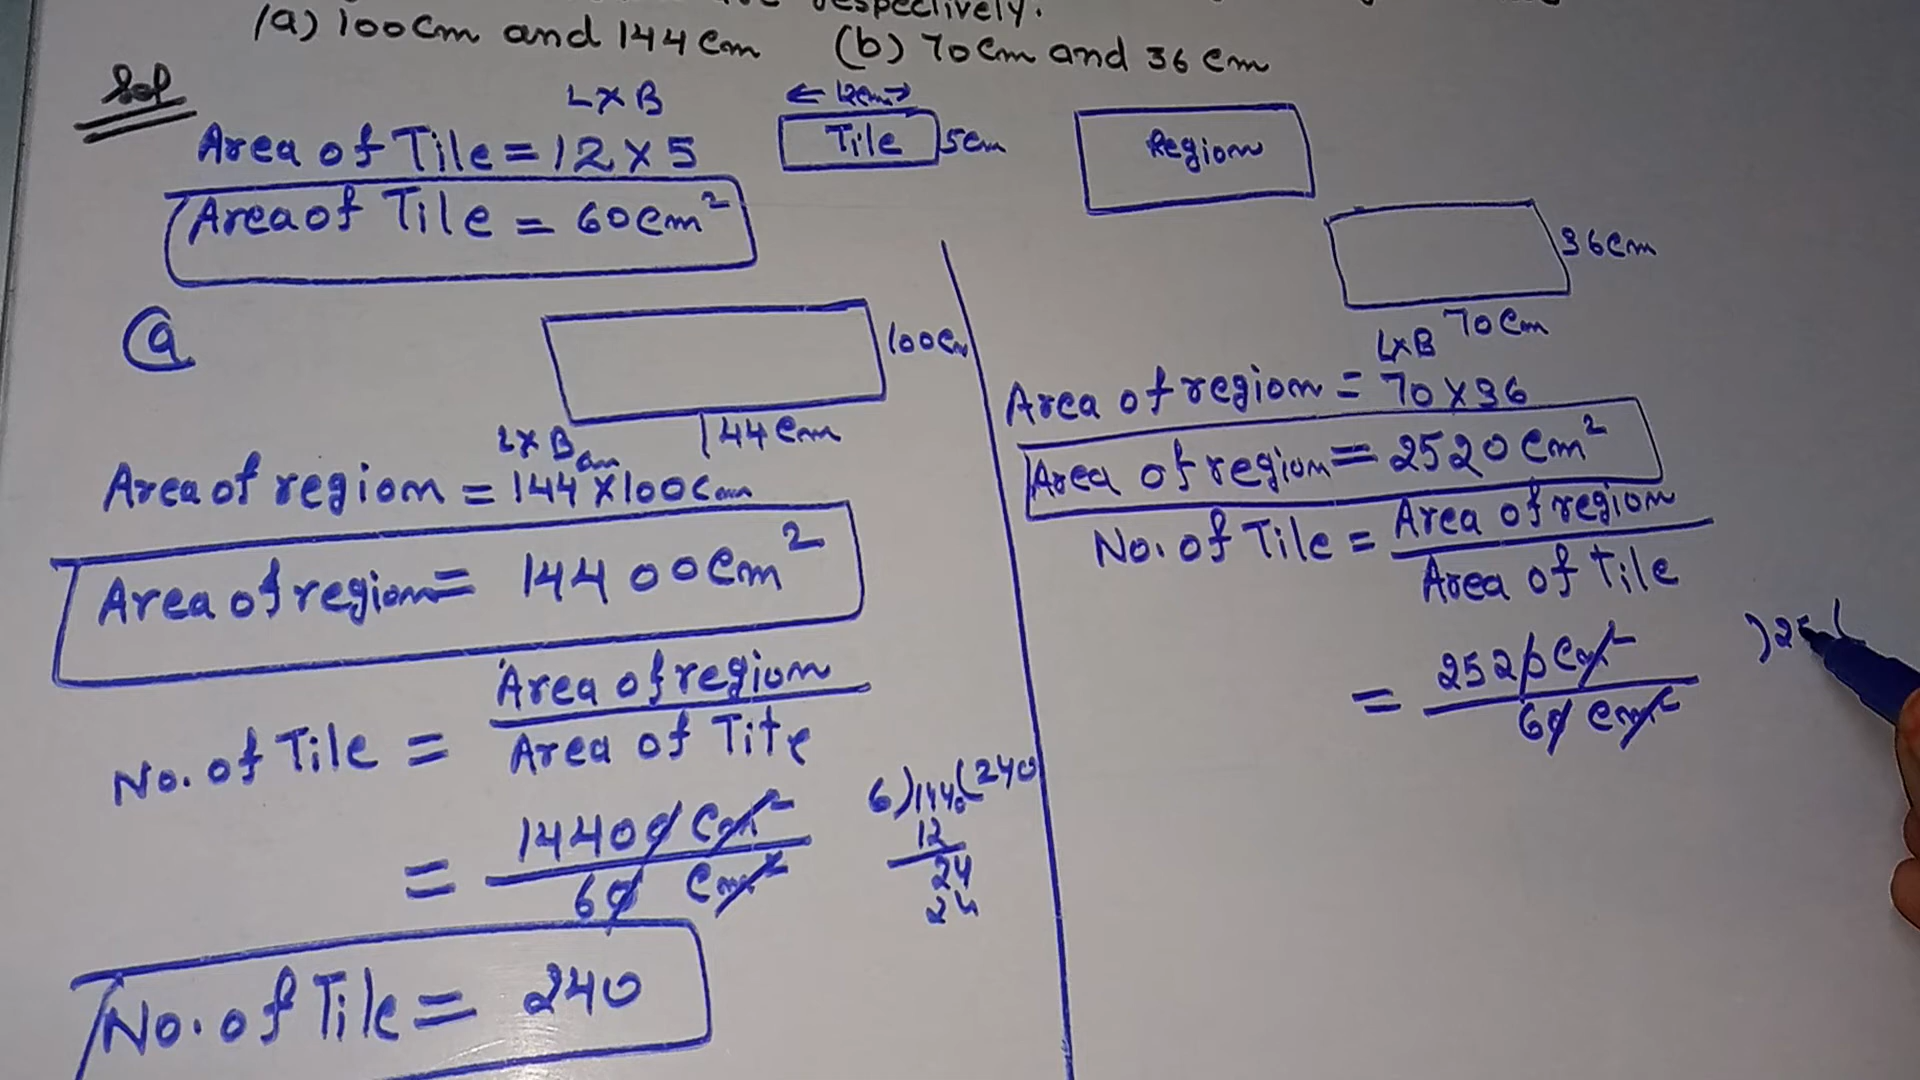 respectively.
(a) 100cm and 144cm (b) 70cm and 36cm
Sol
L×B
Area of Tile = 12×5
Area of Tile = 60cm²
12cm
Tile 5cm
Region
36cm
70cm
(a)
100cm
144cm
L×B
Area of region = 144×100cm
Area of region = 14400cm²
No. of Tile = Area of region
Area of Tile
= 14400 cm²
60 cm²
6)1440(240
12
24
24
No. of Tile = 240
L×B
Area of region = 70×36
Area of region = 2520cm²
No. of Tile = Area of region
Area of Tile
= 2520 cm²
60 cm²